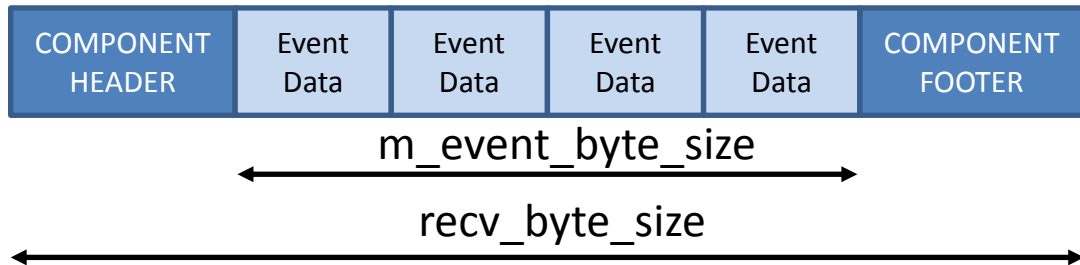 COMPONENT
HEADER
Event
Data
Event
Data
Event
Data
Event
Data
COMPONENT
FOOTER
m_event_byte_size
recv_byte_size